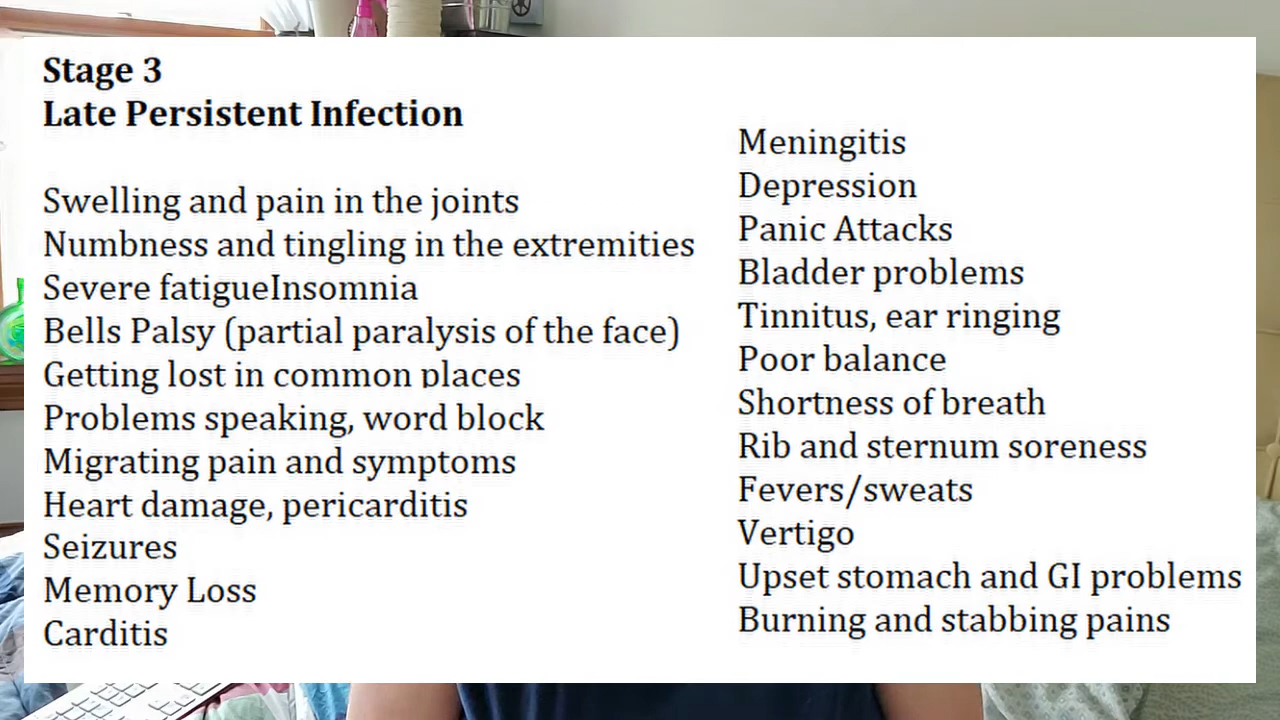 Stage 3
Late Persistent Infection
Swelling and pain in the joints
Numbness and tingling in the extremities
Severe fatigueInsomnia
Bells Palsy (partial paralysis of the face)
Getting lost in common places
Problems speaking, word block
Migrating pain and symptoms
Heart damage, pericarditis
Seizures
Memory Loss
Carditis
Meningitis
Depression
Panic Attacks
Bladder problems
Tinnitus, ear ringing
Poor balance
Shortness of breath
Rib and sternum soreness
Fevers/sweats
Vertigo
Upset stomach and GI problems
Burning and stabbing pains